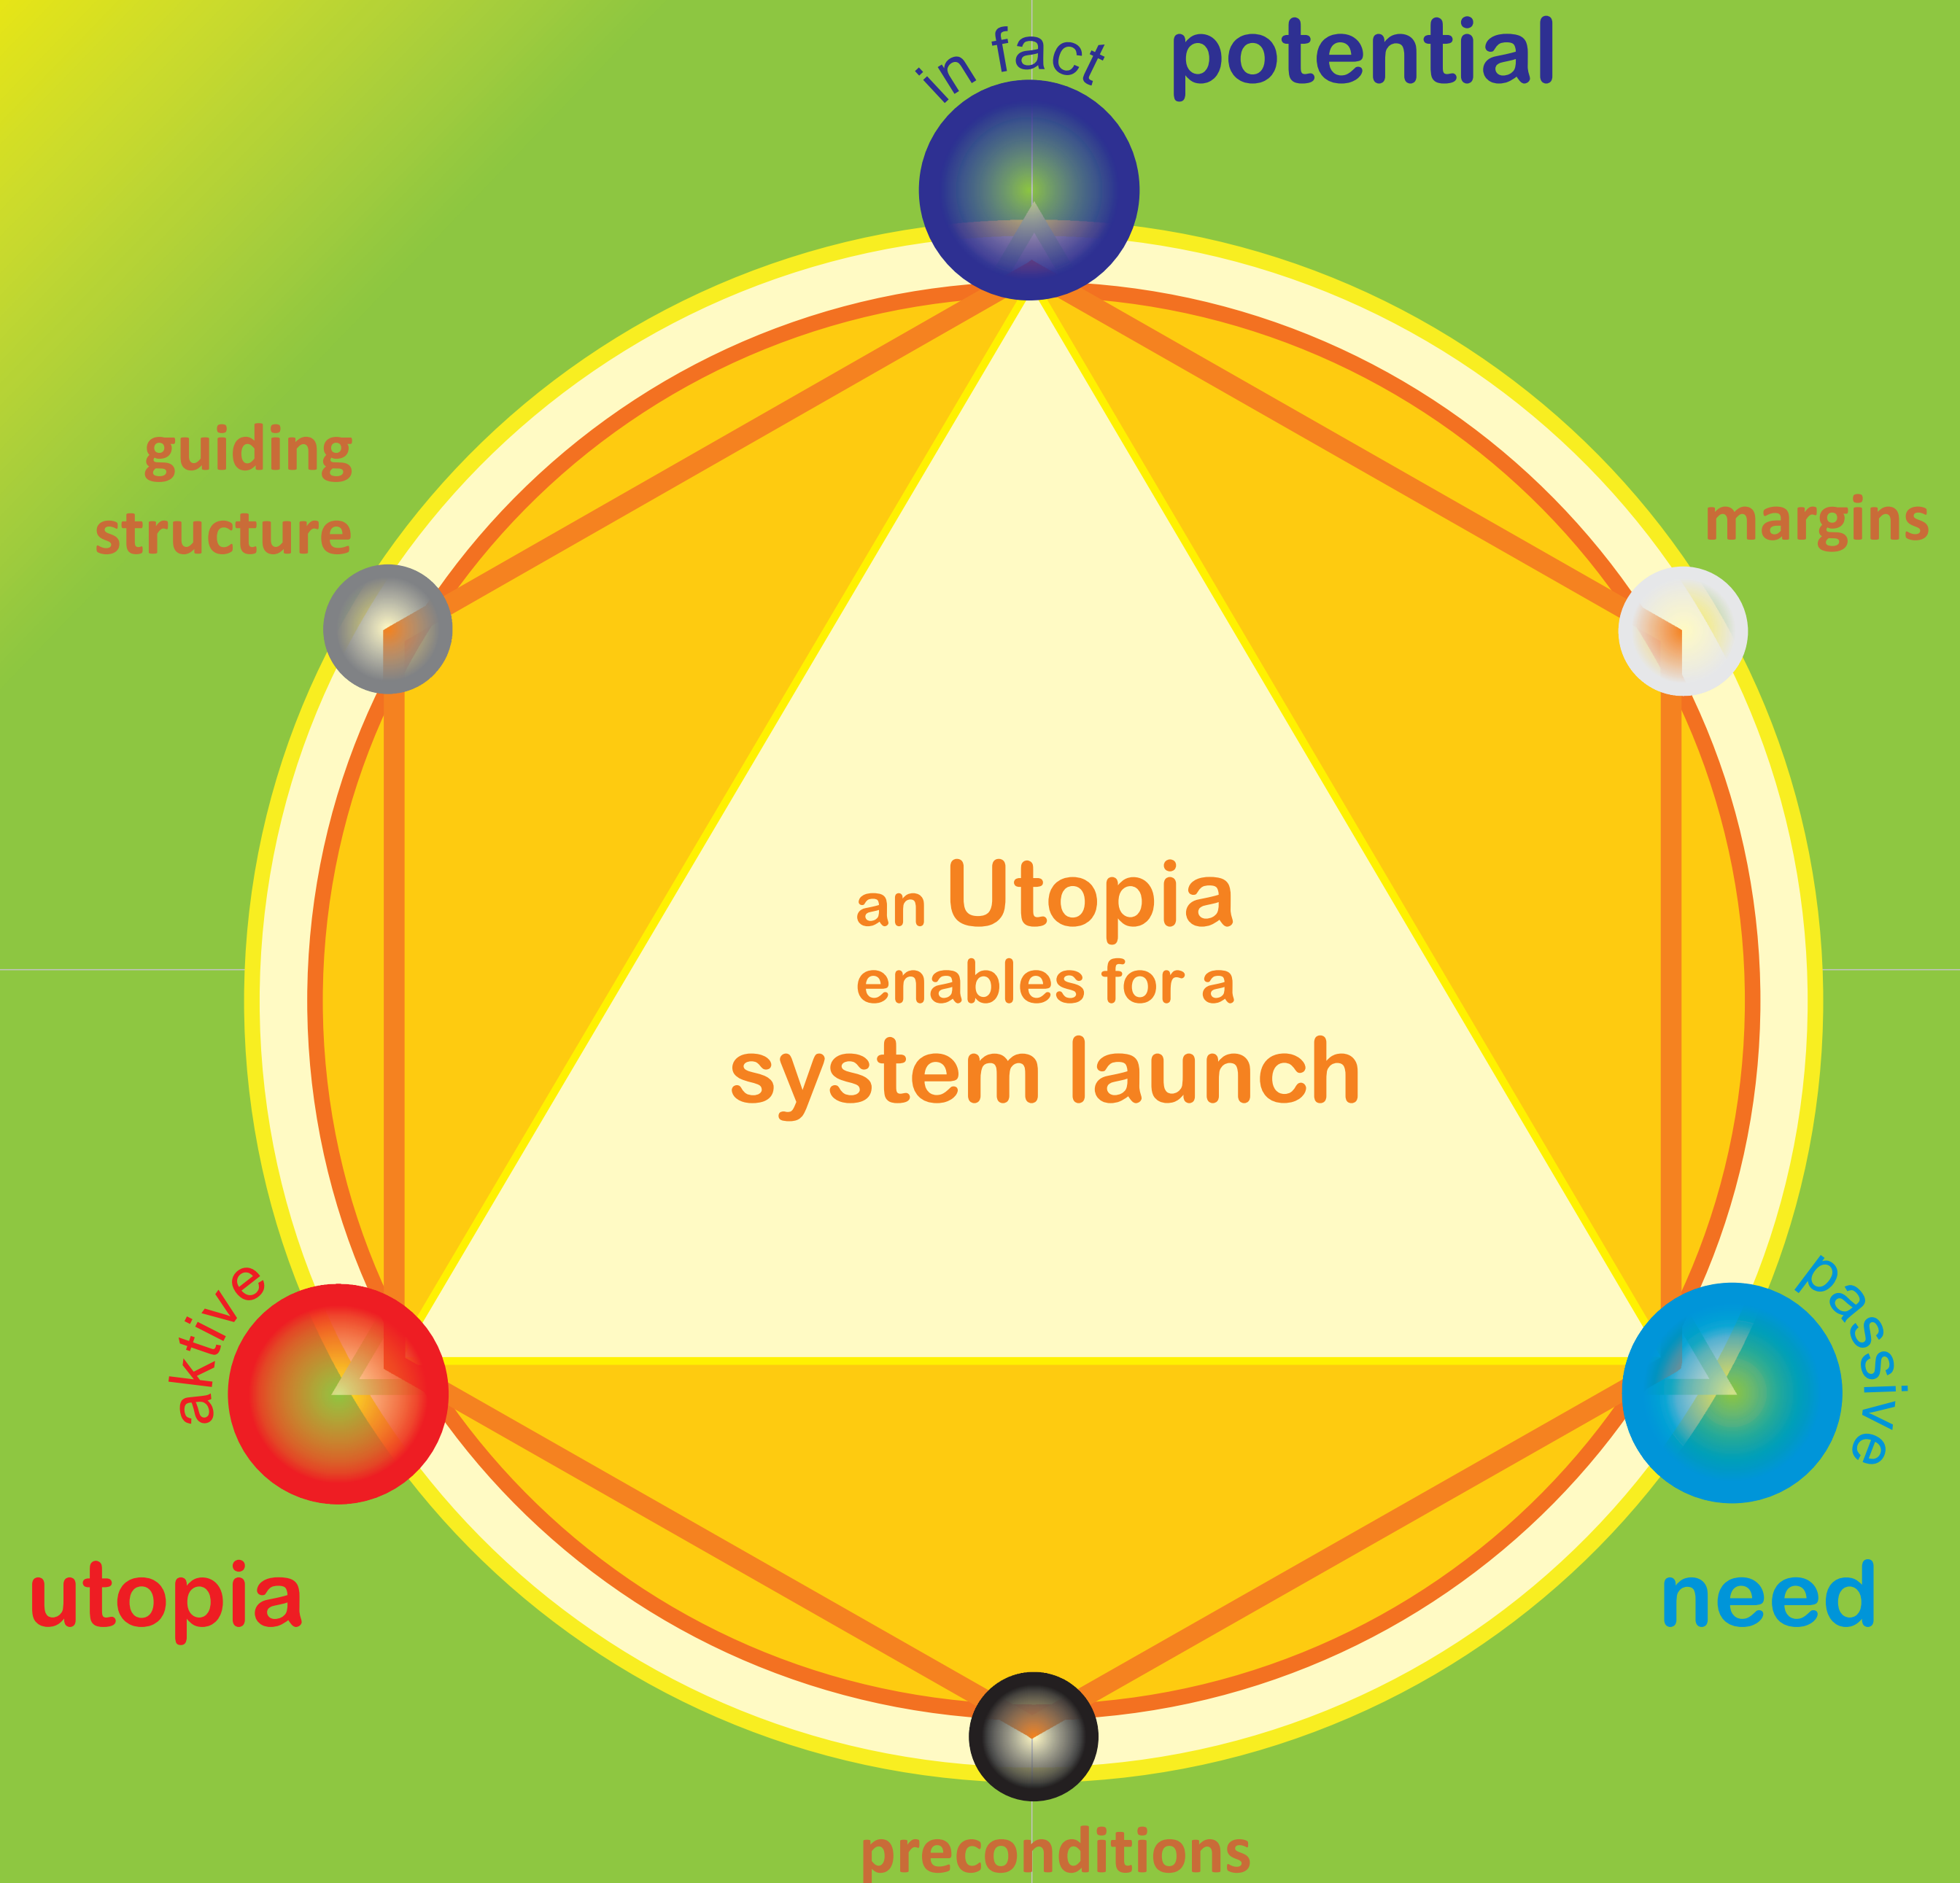 In fact
potential
guiding
structure
margins
an Utopia
enables for a
system launch
aktive
passive
utopia
need
preconditions